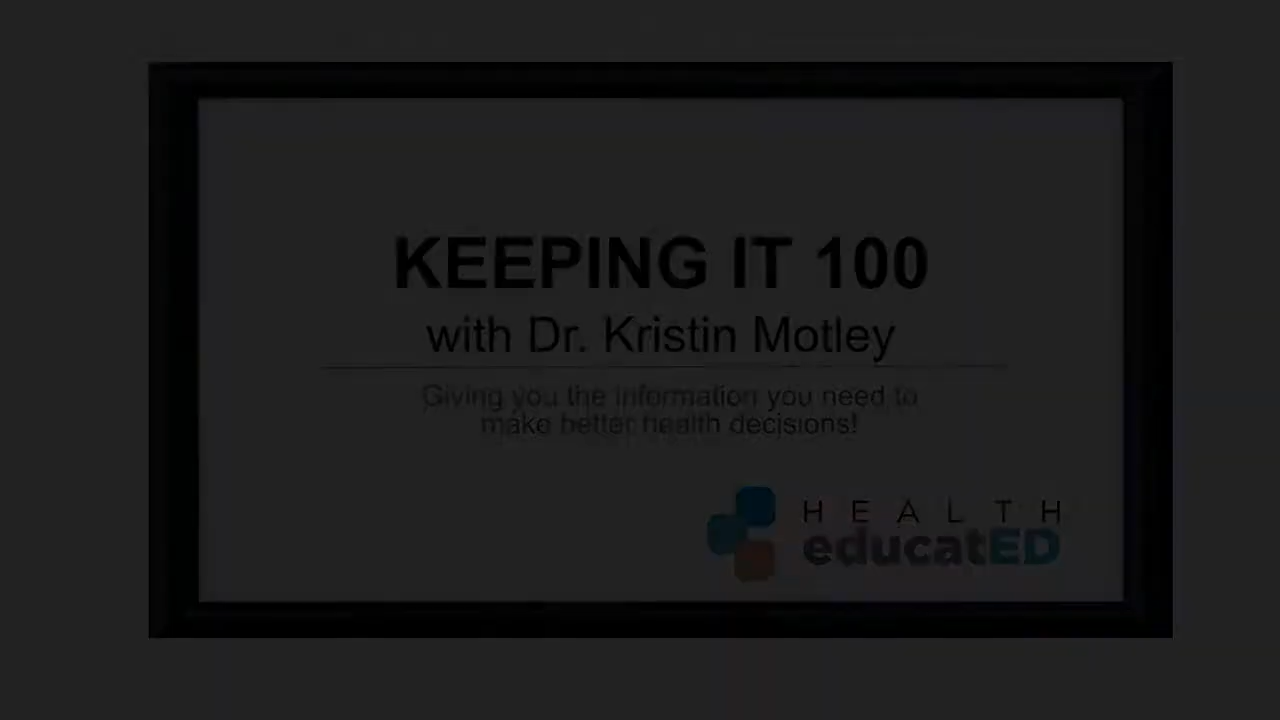 KEEPING IT 100
with Dr. Kristin Motley
Giving you the information you need to
make better health decisions!
HEALTH
educatED